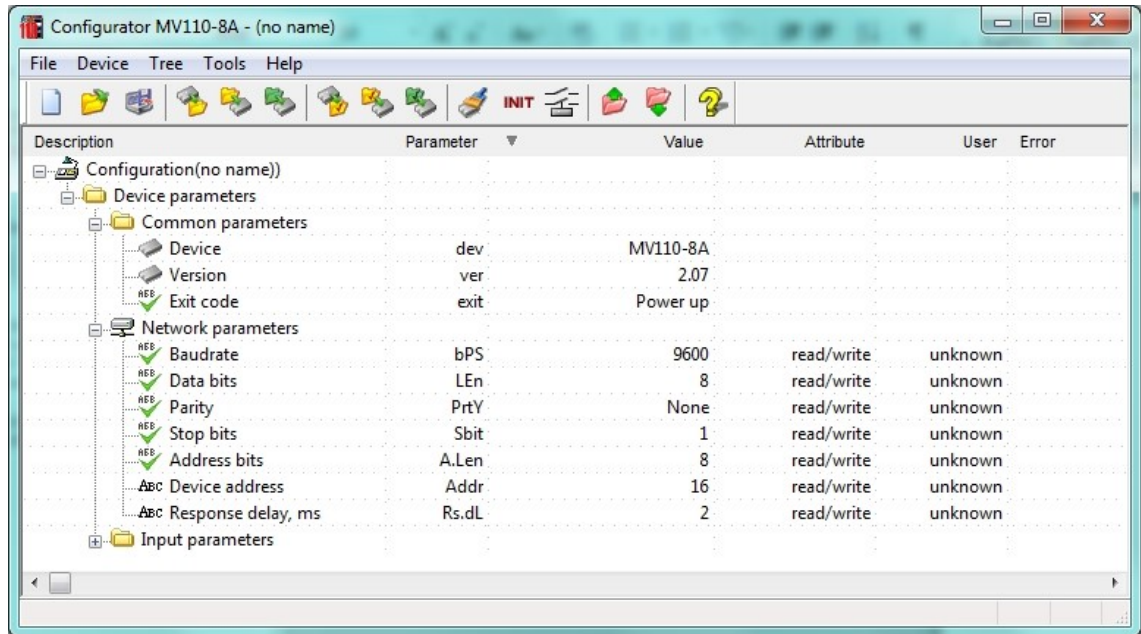 Configurator MV110-8A - (no name)
File Device Tree Tools Help
INIT
Description Parameter Value Attribute User Error
Configuration(no name))
Device parameters
Common parameters
Device dev MV110-8A
Version ver 2.07
Exit code exit Power up
Network parameters
Baudrate bPS 9600 read/write unknown
Data bits LEn 8 read/write unknown
Parity PrtY None read/write unknown
Stop bits Sbit 1 read/write unknown
Address bits A.Len 8 read/write unknown
ABC Device address Addr 16 read/write unknown
ABC Response delay, ms Rs.dL 2 read/write unknown
Input parameters